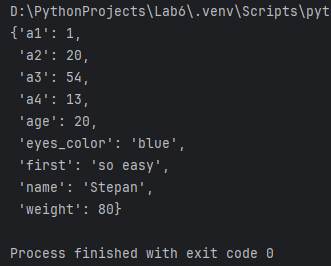 D:\PythonProjects\Lab6\.venv\Scripts\pyt
{'a1': 1,
 'a2': 20,
 'a3': 54,
 'a4': 13,
 'age': 20,
 'eyes_color': 'blue',
 'first': 'so easy',
 'name': 'Stepan',
 'weight': 80}
Process finished with exit code 0